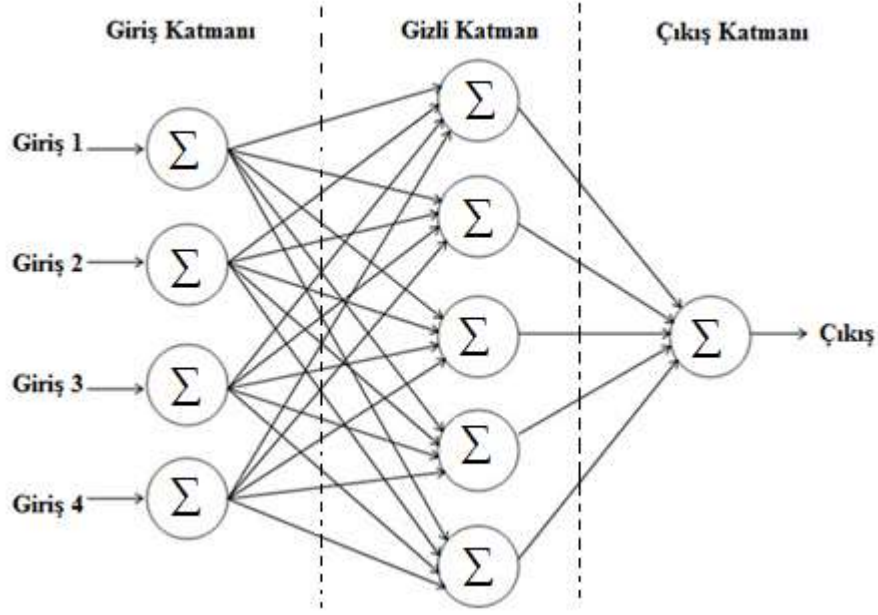 Giriş Katmanı
Gizli Katman
Çıkış Katmanı
Giriş 1
Giriş 2
Giriş 3
Giriş 4
∑
∑
∑
∑
∑
∑
∑
∑
∑
∑
Çıkış